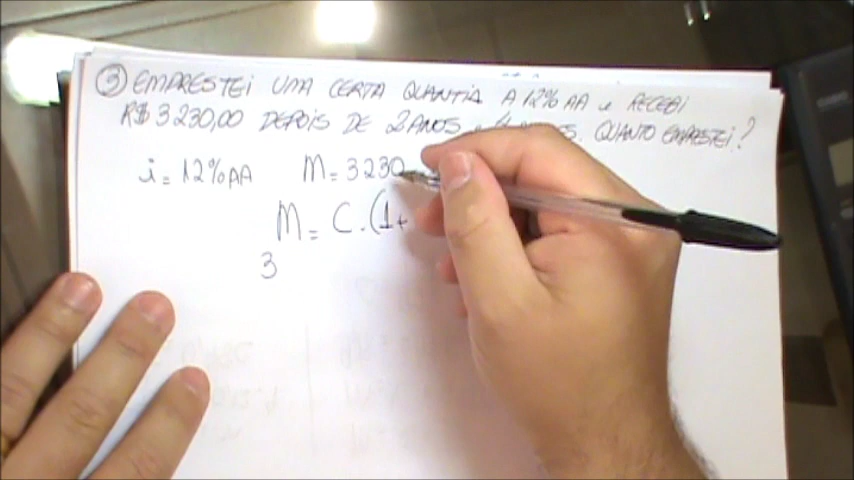 3 EMPRESTEI UMA CERTA QUANTIA A 12% AA e RECEBI
R$ 3230,00 DEPOIS DE 2 ANOS QUANTO EMPRESTEI?
i = 12% AA M = 3230
M = C . (1+
3